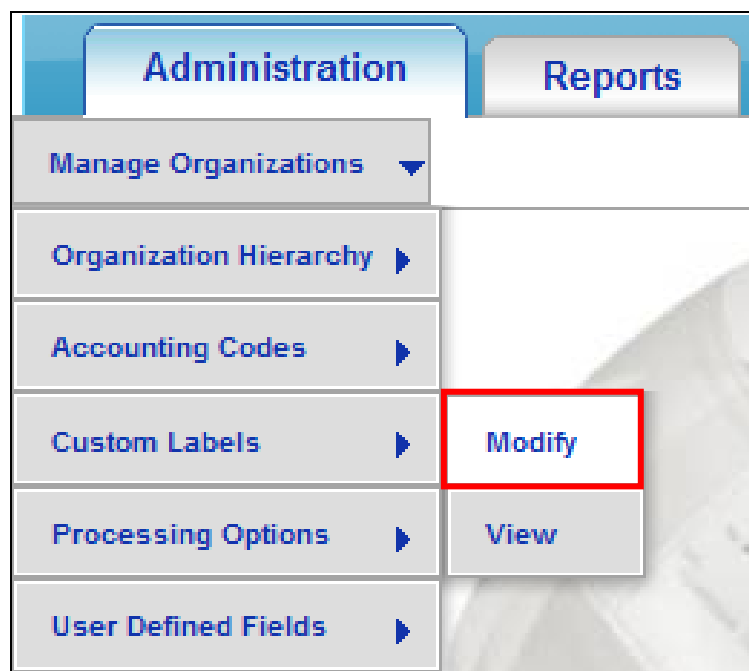 Administration
Reports
Manage Organizations
Organization Hierarchy
Accounting Codes
Custom Labels
Modify
Processing Options
View
User Defined Fields